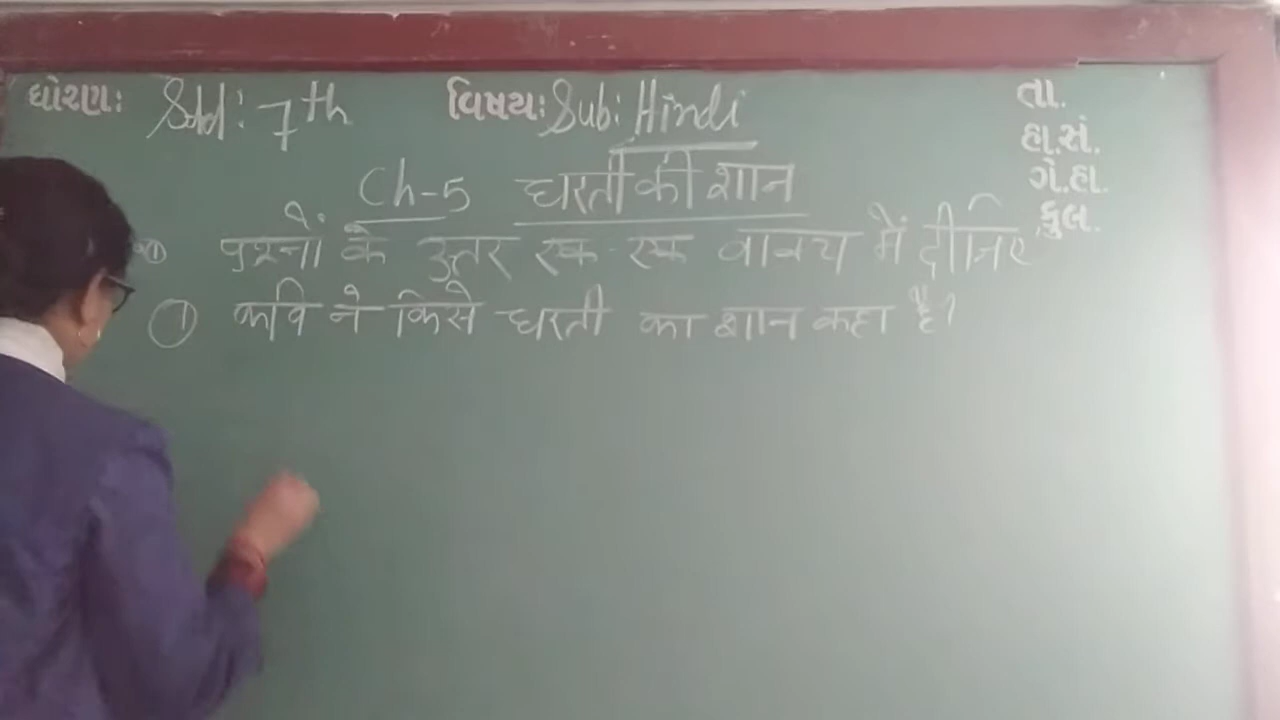 ધોરણ: Std: 7th વિષય: Sub: Hindi
તા.
હા.સં.
ગે.હા.
કુલ.
Ch-5 धरती की शान
प्रश्नों के उत्तर एक-एक वाक्य में दीजिए
① कवि ने किसे धरती का शान कहा है?